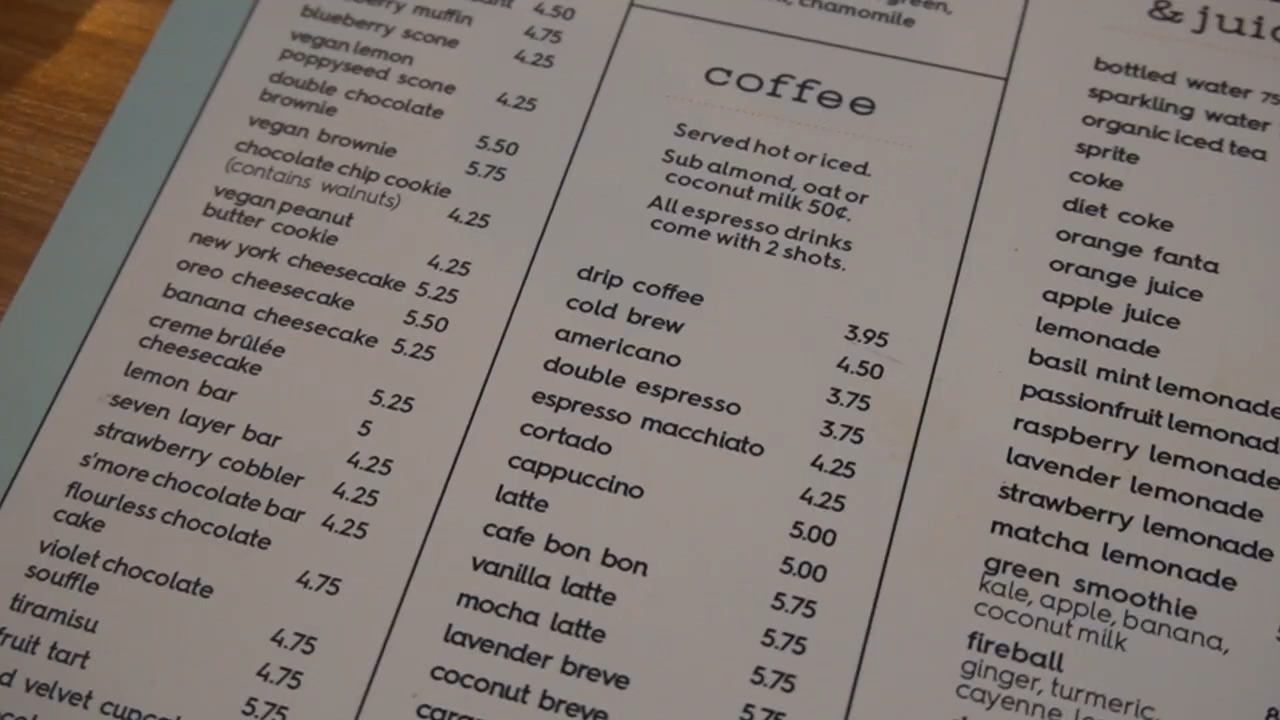 4.50
muffin 4.75
blueberry scone 4.25
vegan lemon
poppyseed scone 4.25
double chocolate
brownie 5.50
vegan brownie 5.75
chocolate chip cookie
(contains walnuts) 4.25
vegan peanut
butter cookie 4.25
new york cheesecake 5.25
oreo cheesecake 5.50
banana cheesecake 5.25
creme brûlée
cheesecake 5.25
lemon bar 5
seven layer bar 4.25
strawberry cobbler 4.25
s'more chocolate bar 4.25
flourless chocolate
cake 4.75
violet chocolate
souffle 4.75
tiramisu 4.75
fruit tart 5.75
velvet
green,
chamomile
coffee
Served hot or iced.
Sub almond, oat or
coconut milk 50¢.
All espresso drinks
come with 2 shots.
drip coffee 3.95
cold brew 4.50
americano 3.75
double espresso 3.75
espresso macchiato 4.25
cortado 4.25
cappuccino 5.00
latte 5.00
cafe bon bon 5.75
vanilla latte 5.75
mocha latte 5.75
lavender breve 5.75
coconut breve
&
bottled water
sparkling water
organic iced tea
sprite
coke
diet coke
orange fanta
orange juice
apple juice
lemonade
basil mint lemonade
passionfruit lemonad
raspberry lemonade
lavender lemonade
strawberry lemonade
matcha lemonade
green smoothie
kale, apple, banana,
coconut milk
fireball
ginger, turmeric,
cayenne,